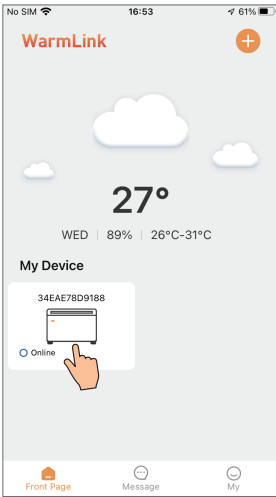 No SIM 16:53 61%
WarmLink
27°
WED 89% 26°C-31°C
My Device
34EAE78D9188
Online
Front Page Message My